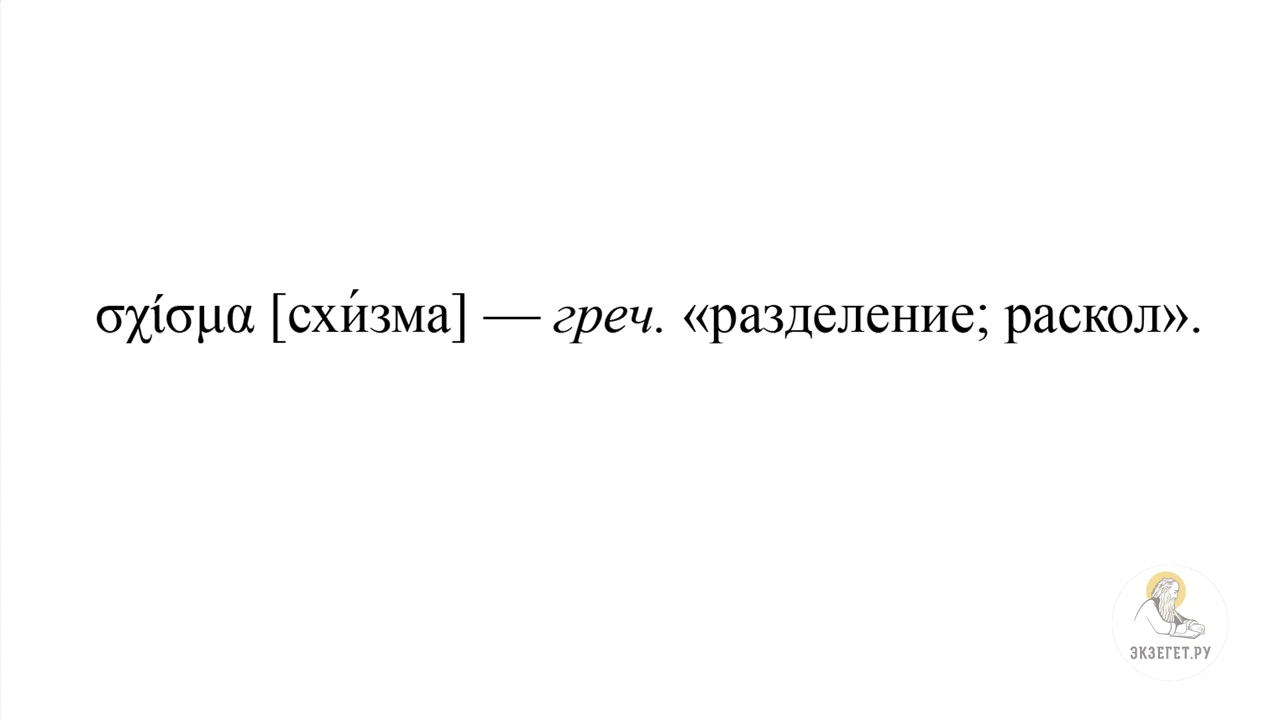 σχίσμα [схи́зма] — греч. «разделение; раскол».
ЭКЗЕГЕТ.РУ